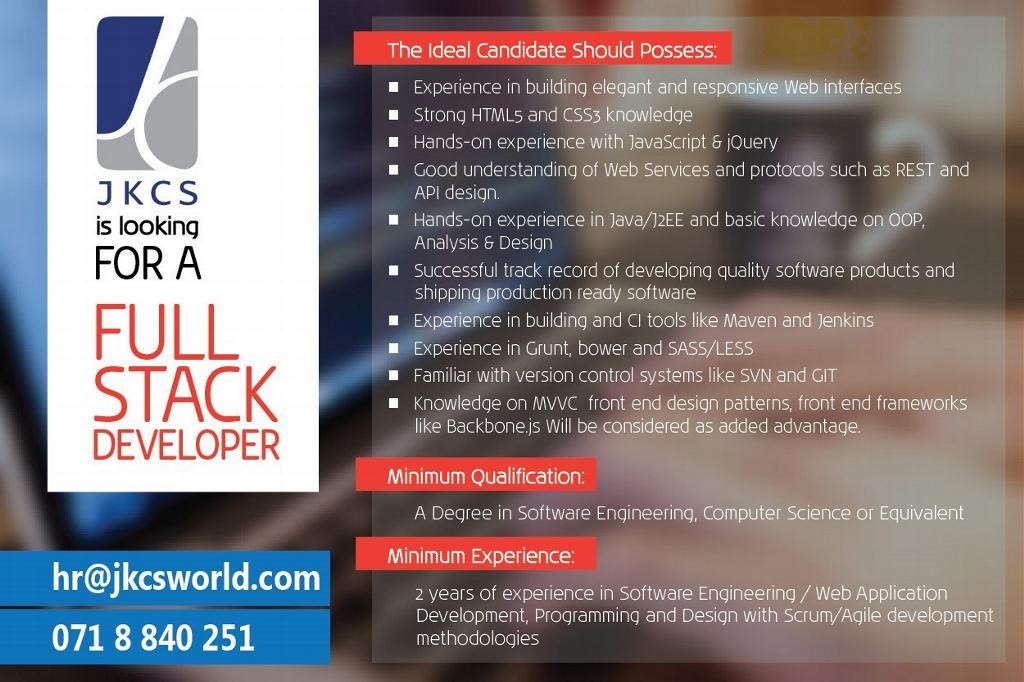 JKCS
is looking
FOR A
FULL
STACK
DEVELOPER
hr@jkcsworld.com
071 8 840 251
The Ideal Candidate Should Possess:
Experience in building elegant and responsive Web interfaces
Strong HTML5 and CSS3 knowledge
Hands-on experience with JavaScript & jQuery
Good understanding of Web Services and protocols such as REST and
API design.
Hands-on experience in Java/J2EE and basic knowledge on OOP,
Analysis & Design
Successful track record of developing quality software products and
shipping production ready software
Experience in building and CI tools like Maven and Jenkins
Experience in Grunt, bower and SASS/LESS
Familiar with version control systems like SVN and GIT
Knowledge on MVVC front end design patterns, front end frameworks
like Backbone.js Will be considered as added advantage.
Minimum Qualification:
A Degree in Software Engineering, Computer Science or Equivalent
Minimum Experience:
2 years of experience in Software Engineering / Web Application
Development, Programming and Design with Scrum/Agile development
methodologies